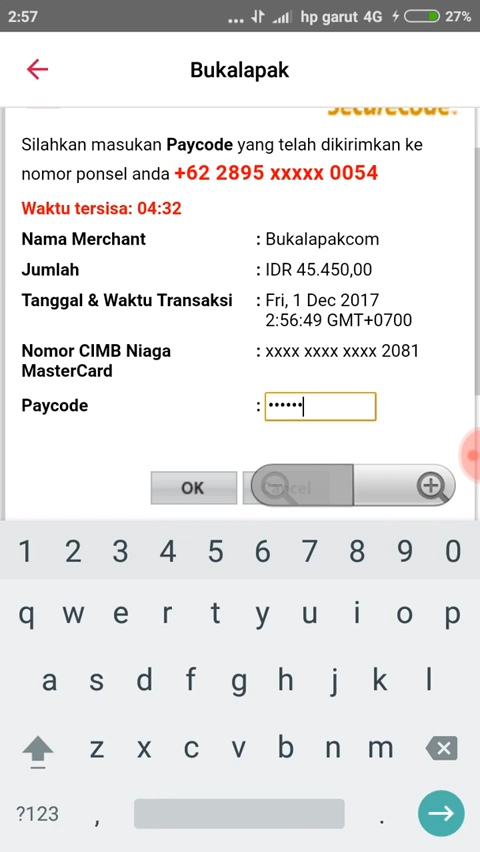 2:57 ... hp garut 4G 27%
Bukalapak
SecureCode.
Silahkan masukan Paycode yang telah dikirimkan ke
nomor ponsel anda +62 2895 xxxxx 0054
Waktu tersisa: 04:32
Nama Merchant : Bukalapakcom
Jumlah : IDR 45.450,00
Tanggal & Waktu Transaksi : Fri, 1 Dec 2017
2:56:49 GMT+0700
Nomor CIMB Niaga : xxxx xxxx xxxx 2081
MasterCard
Paycode : ••••••
OK Cancel
1 2 3 4 5 6 7 8 9 0
q w e r t y u i o p
a s d f g h j k l
z x c v b n m
?123 , .